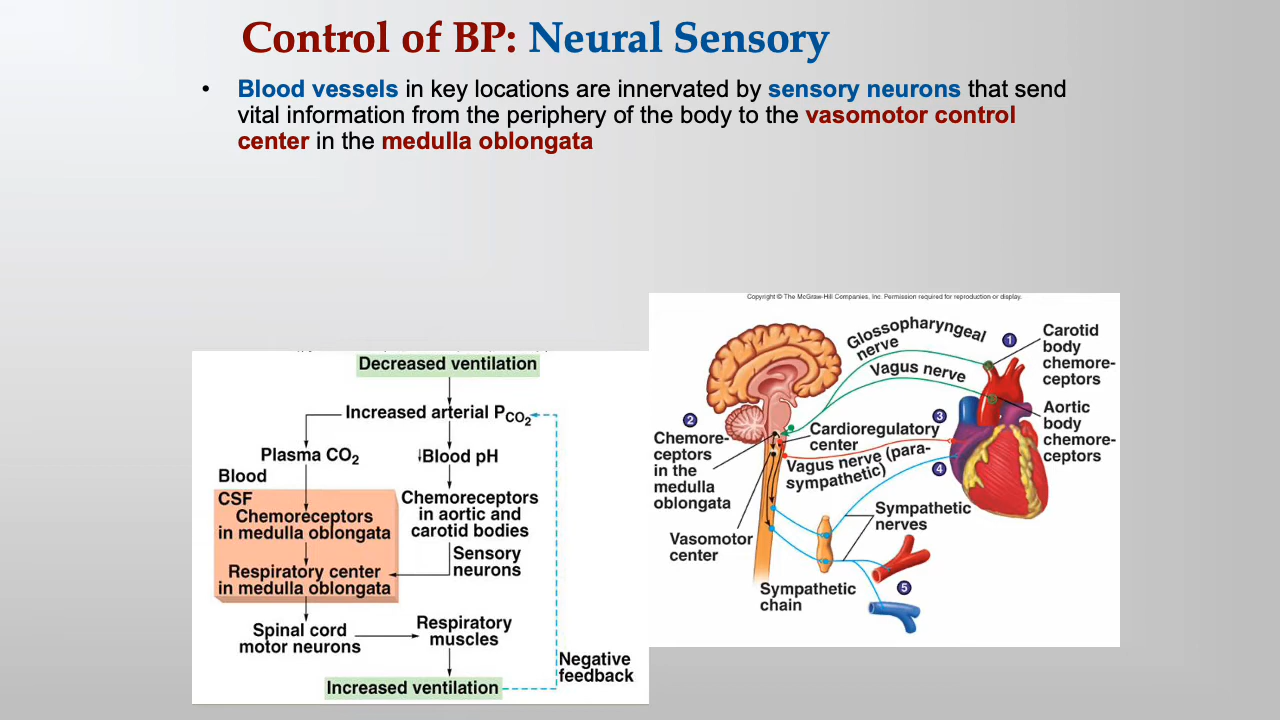 Control of BP: Neural Sensory
• Blood vessels in key locations are innervated by sensory neurons that send
vital information from the periphery of the body to the vasomotor control
center in the medulla oblongata
Decreased ventilation
Increased arterial PCO2
Plasma CO2
↓Blood pH
Blood
CSF
Chemoreceptors
in medulla oblongata
Chemoreceptors
in aortic and
carotid bodies
Sensory
neurons
Respiratory center
in medulla oblongata
Spinal cord
motor neurons
Respiratory
muscles
Increased ventilation
Negative
feedback
Copyright © The McGraw-Hill Companies, Inc. Permission required for reproduction or display.
Glossopharyngeal
nerve
Vagus nerve
1
Carotid
body
chemore-
ceptors
Aortic
body
chemore-
ceptors
2
Chemore-
ceptors
in the
medulla
oblongata
Cardioregulatory
center
3
Vagus nerve (para-
sympathetic)
4
Sympathetic
nerves
Vasomotor
center
Sympathetic
chain
5